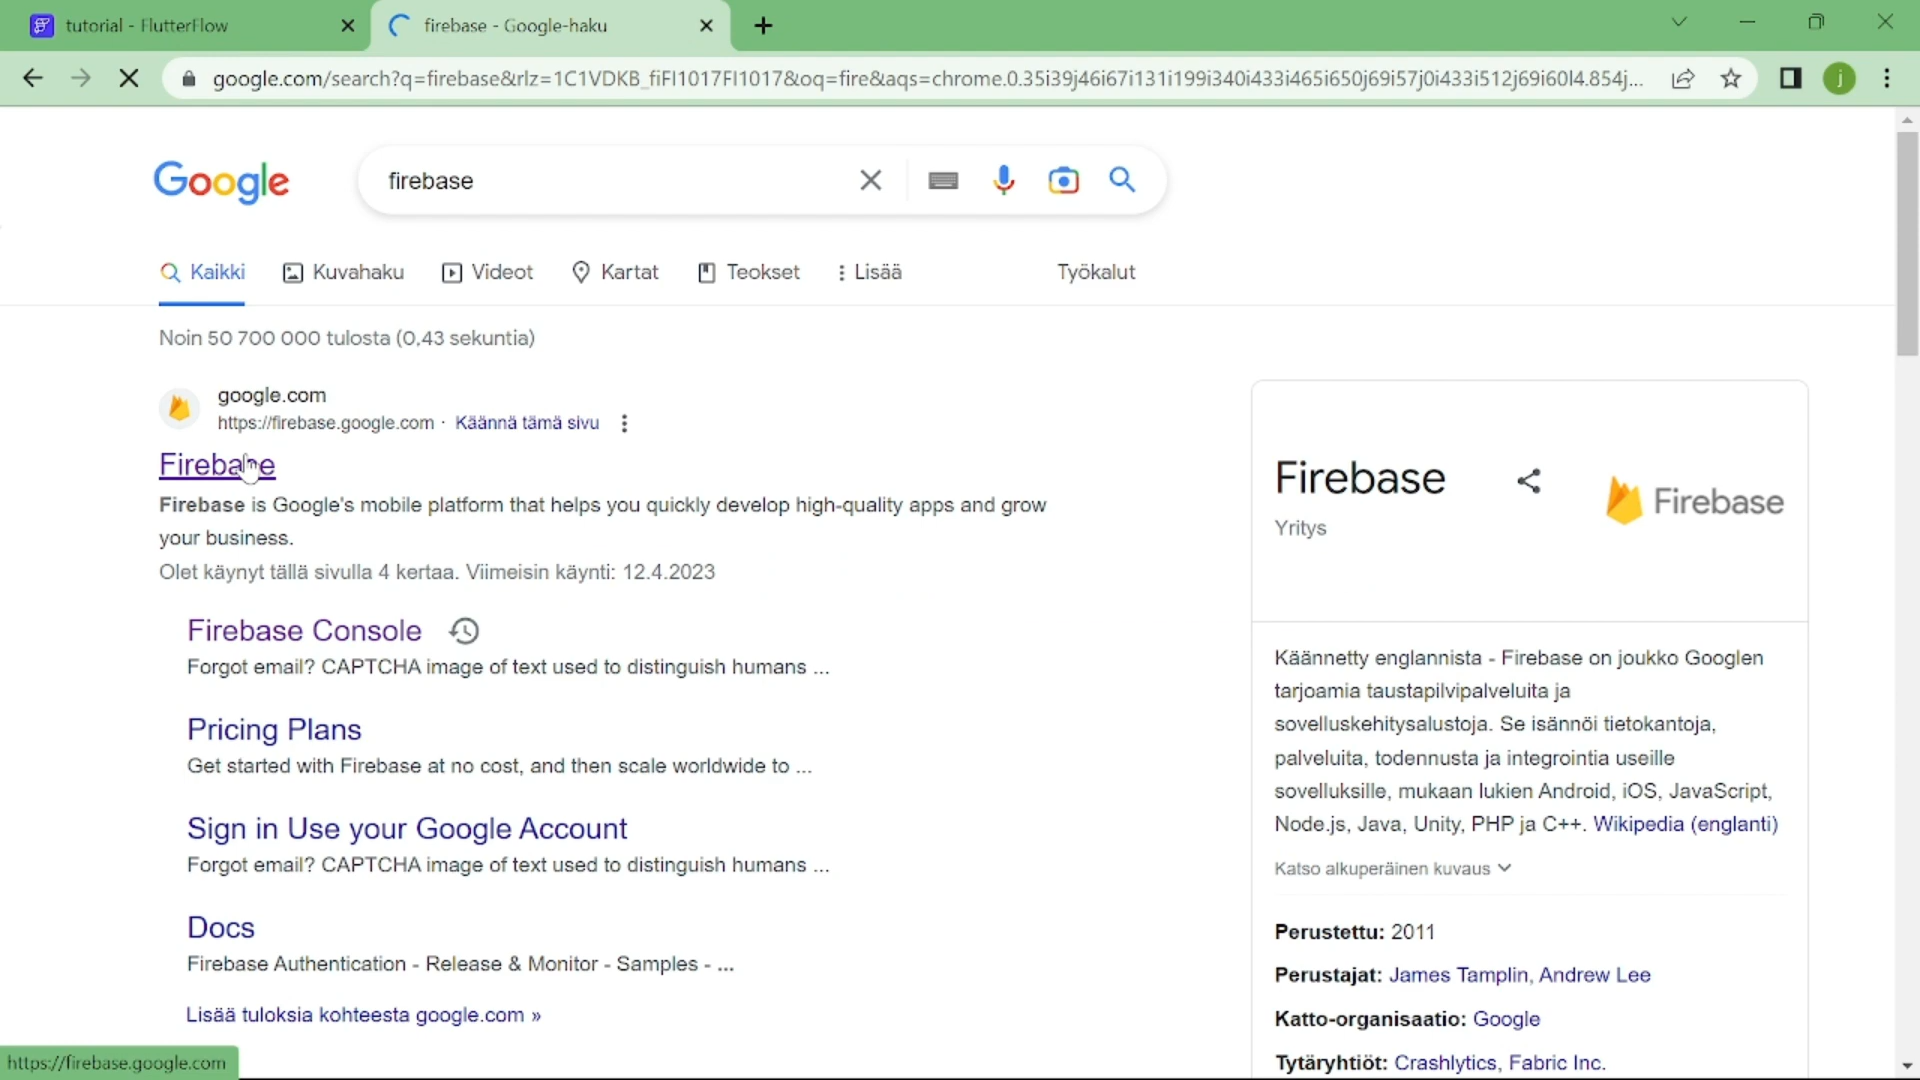 tutorial - FlutterFlow
firebase - Google-haku
google.com/search?q=firebase&rlz=1C1VDKB_fiFI1017FI1017&oq=fire&aqs=chrome.0.35i39j46i67i131i199i340i433i465i650j69i57j0i433i512j69i60l4.854j...
j
Google
firebase
Kaikki
Kuvahaku
Videot
Kartat
Teokset
Lisää
Työkalut
Noin 50 700 000 tulosta (0,43 sekuntia)
google.com
https://firebase.google.com · Käännä tämä sivu
Firebase
Firebase is Google's mobile platform that helps you quickly develop high-quality apps and grow
your business.
Olet käynyt tällä sivulla 4 kertaa. Viimeisin käynti: 12.4.2023
Firebase Console
Forgot email? CAPTCHA image of text used to distinguish humans ...
Pricing Plans
Get started with Firebase at no cost, and then scale worldwide to ...
Sign in Use your Google Account
Forgot email? CAPTCHA image of text used to distinguish humans ...
Docs
Firebase Authentication - Release & Monitor - Samples - ...
Lisää tuloksia kohteesta google.com »
Firebase
Yritys
Firebase
Käännetty englannista - Firebase on joukko Googlen
tarjoamia taustapilvipalveluita ja
sovelluskehitysalustoja. Se isännöi tietokantoja,
palveluita, todennusta ja integrointia useille
sovelluksille, mukaan lukien Android, iOS, JavaScript,
Node.js, Java, Unity, PHP ja C++. Wikipedia (englanti)
Katso alkuperäinen kuvaus
Perustettu: 2011
Perustajat: James Tamplin, Andrew Lee
Katto-organisaatio: Google
Tytäryhtiöt: Crashlytics, Fabric Inc.
https://firebase.google.com